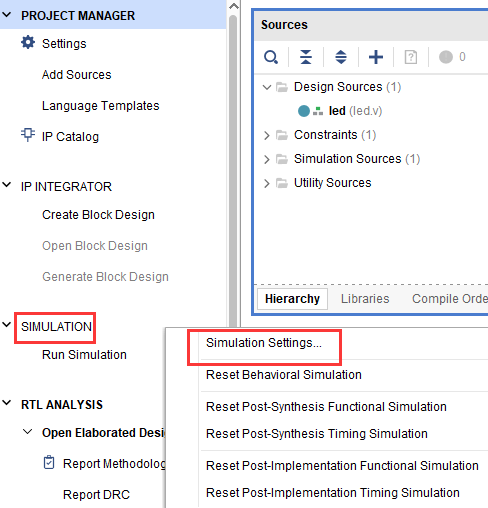 PROJECT MANAGER
Settings
Add Sources
Language Templates
IP Catalog
IP INTEGRATOR
Create Block Design
Open Block Design
Generate Block Design
SIMULATION
Run Simulation
RTL ANALYSIS
Open Elaborated Desi
Report Methodolog
Report DRC
Sources
0
Design Sources (1)
led (led.v)
Constraints
Simulation Sources (1)
Utility Sources
Hierarchy Libraries Compile Orde
Simulation Settings...
Reset Behavioral Simulation
Reset Post-Synthesis Functional Simulation
Reset Post-Synthesis Timing Simulation
Reset Post-Implementation Functional Simulation
Reset Post-Implementation Timing Simulation